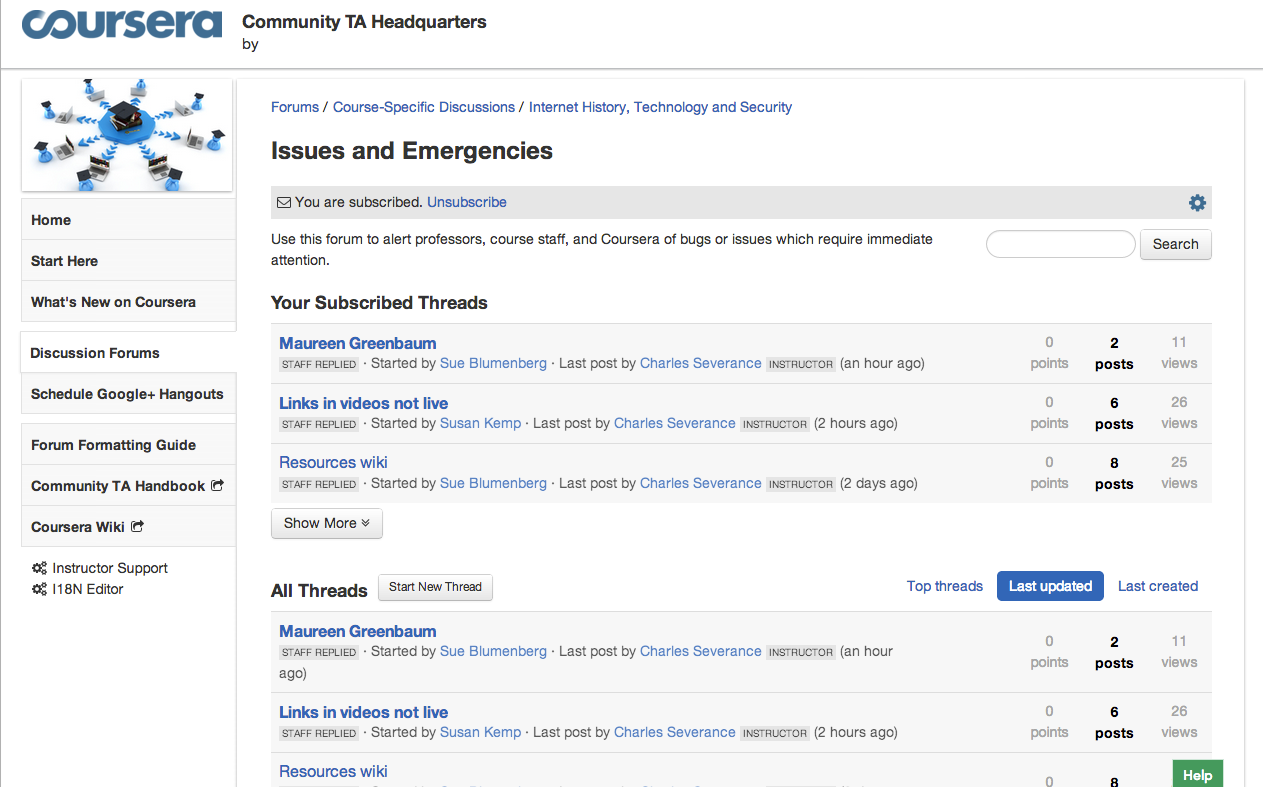 coursera
Community TA Headquarters
by
Home
Start Here
What's New on Coursera
Discussion Forums
Schedule Google+ Hangouts
Forum Formatting Guide
Community TA Handbook
Coursera Wiki
Instructor Support
I18N Editor
Forums / Course-Specific Discussions / Internet History, Technology and Security
Issues and Emergencies
You are subscribed. Unsubscribe
Use this forum to alert professors, course staff, and Coursera of bugs or issues which require immediate
attention.
Search
Your Subscribed Threads
Maureen Greenbaum
STAFF REPLIED · Started by Sue Blumenberg · Last post by Charles Severance INSTRUCTOR (an hour ago)
0 2 11
points posts views
Links in videos not live
STAFF REPLIED · Started by Susan Kemp · Last post by Charles Severance INSTRUCTOR (2 hours ago)
0 6 26
points posts views
Resources wiki
STAFF REPLIED · Started by Sue Blumenberg · Last post by Charles Severance INSTRUCTOR (2 days ago)
0 8 25
points posts views
Show More
All Threads Start New Thread Top threads Last updated Last created
Maureen Greenbaum
STAFF REPLIED · Started by Sue Blumenberg · Last post by Charles Severance INSTRUCTOR (an hour
ago)
0 2 11
points posts views
Links in videos not live
STAFF REPLIED · Started by Susan Kemp · Last post by Charles Severance INSTRUCTOR (2 hours ago)
0 6 26
points posts views
Resources wiki
0 8
Help